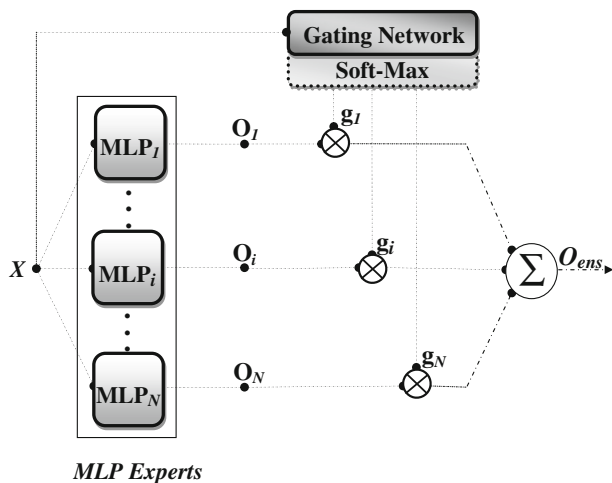 Gating Network
Soft-Max
g1
MLP1
O1
gi
X
MLPi
Oi
Σ
Oens
gN
MLPN
ON
MLP Experts